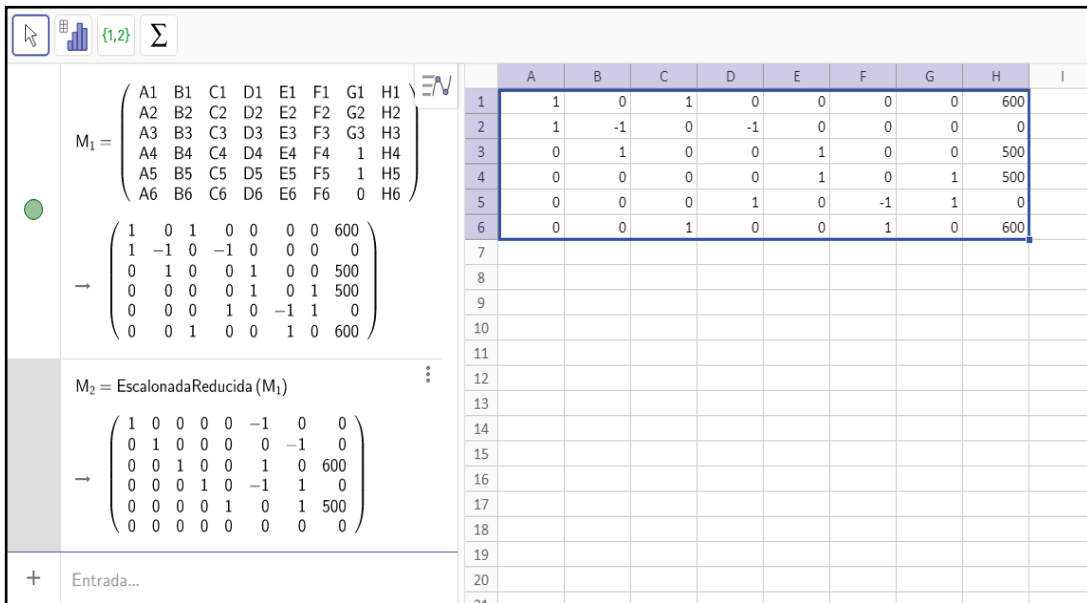 {1,2} Σ
M₁ =
A1 B1 C1 D1 E1 F1 G1 H1
A2 B2 C2 D2 E2 F2 G2 H2
A3 B3 C3 D3 E3 F3 G3 H3
A4 B4 C4 D4 E4 F4 1 H4
A5 B5 C5 D5 E5 F5 1 H5
A6 B6 C6 D6 E6 F6 0 H6
→
1 0 1 0 0 0 0 600
1 −1 0 −1 0 0 0 0
0 1 0 0 1 0 0 500
0 0 0 0 1 0 1 500
0 0 0 1 0 −1 1 0
0 0 1 0 0 1 0 600
M₂ = EscalonadaReducida (M₁)
→
1 0 0 0 0 −1 0 0
0 1 0 0 0 0 −1 0
0 0 1 0 0 1 0 600
0 0 0 1 0 −1 1 0
0 0 0 0 1 0 1 500
0 0 0 0 0 0 0 0
+ Entrada...
A B C D E F G H I
1 1 0 1 0 0 0 0 600
2 1 -1 0 -1 0 0 0 0
3 0 1 0 0 1 0 0 500
4 0 0 0 0 1 0 1 500
5 0 0 0 1 0 -1 1 0
6 0 0 1 0 0 1 0 600
7
8
9
10
11
12
13
14
15
16
17
18
19
20